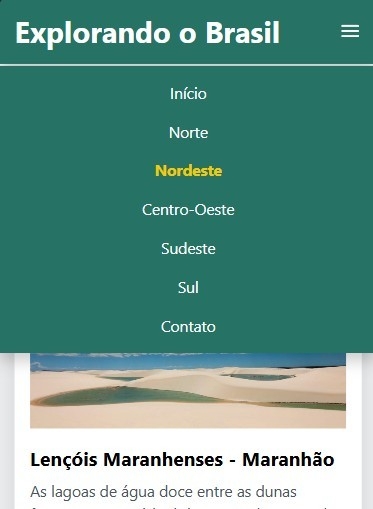 Explorando o Brasil
Início
Norte
Nordeste
Centro-Oeste
Sudeste
Sul
Contato
Lençóis Maranhenses - Maranhão
As lagoas de água doce entre as dunas